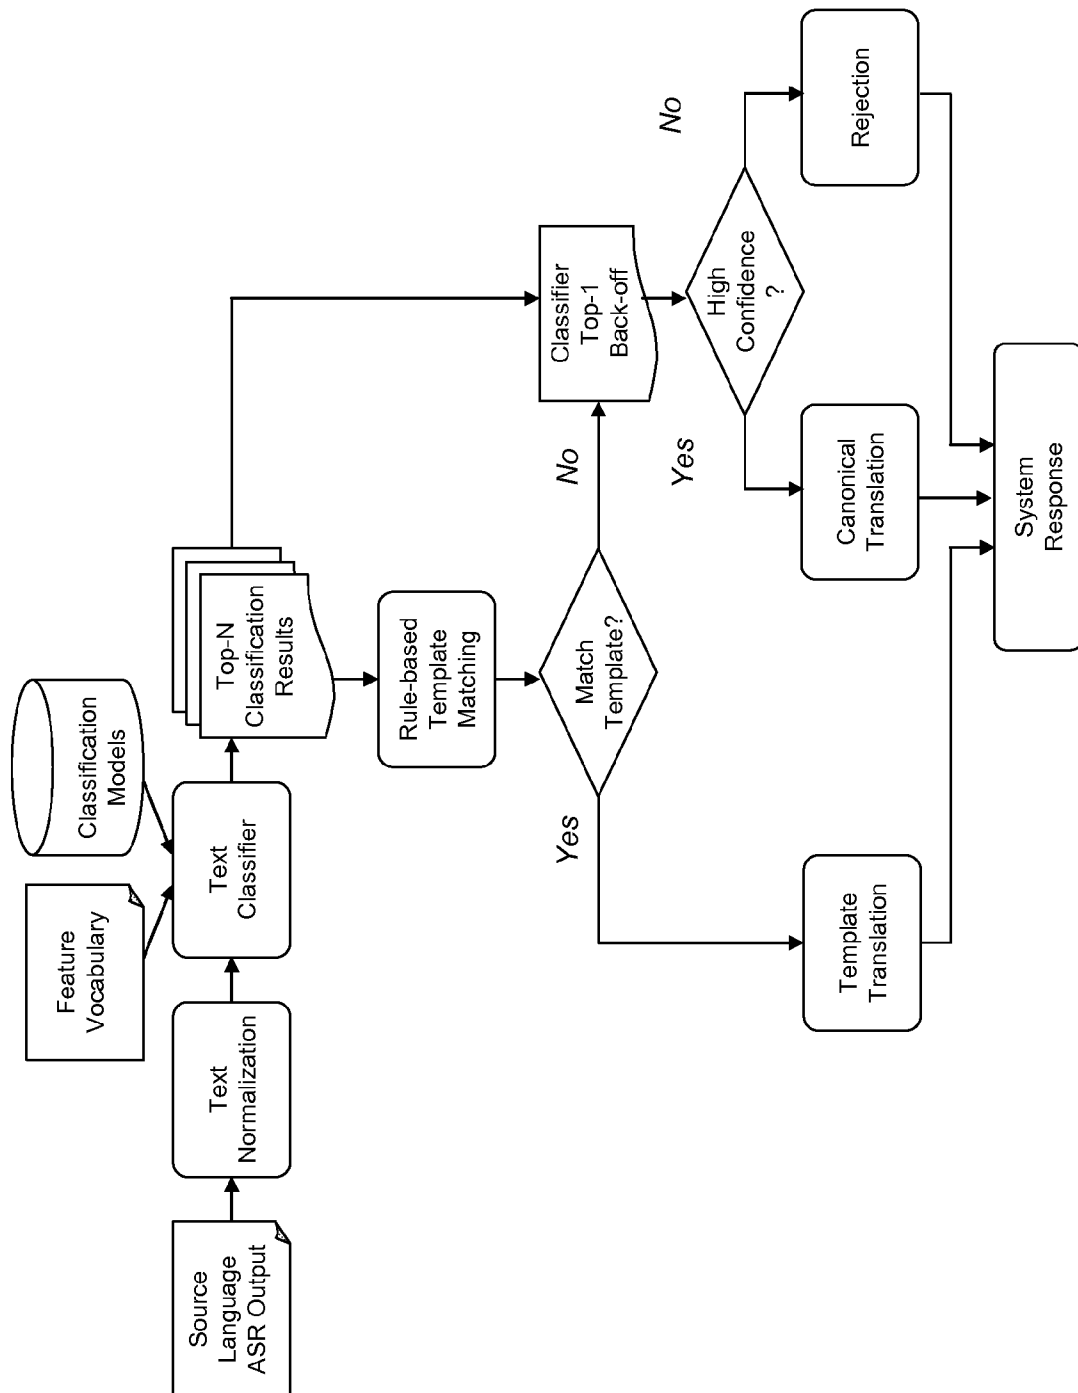 Source
Language
ASR Output
Text
Normalization
Feature
Vocabulary
Text
Classifier
Classification
Models
Top-N
Classification
Results
Rule-based
Template
Matching
Match
Template?
Yes
No
Classifier
Top-1
Back-off
High
Confidence
?
Yes
No
Template
Translation
Canonical
Translation
Rejection
System
Response